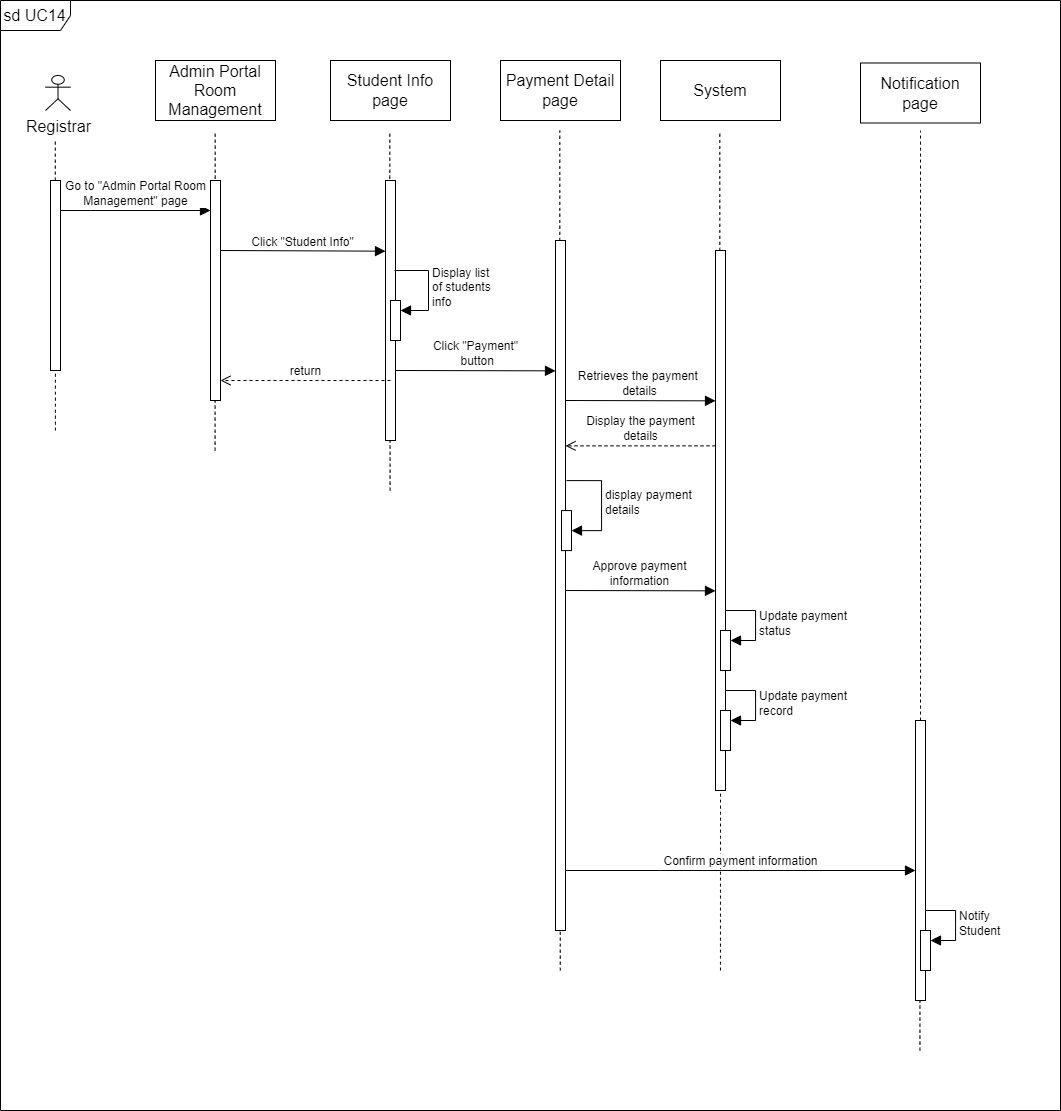 sd UC14
Registrar
Admin Portal
Room
Management
Student Info
page
Payment Detail
page
System
Notification
page
Go to "Admin Portal Room
Management" page
Click "Student Info"
Display list
of students
info
Click "Payment"
button
return
Retrieves the payment
details
Display the payment
details
display payment
details
Approve payment
information
Update payment
status
Update payment
record
Confirm payment information
Notify
Student